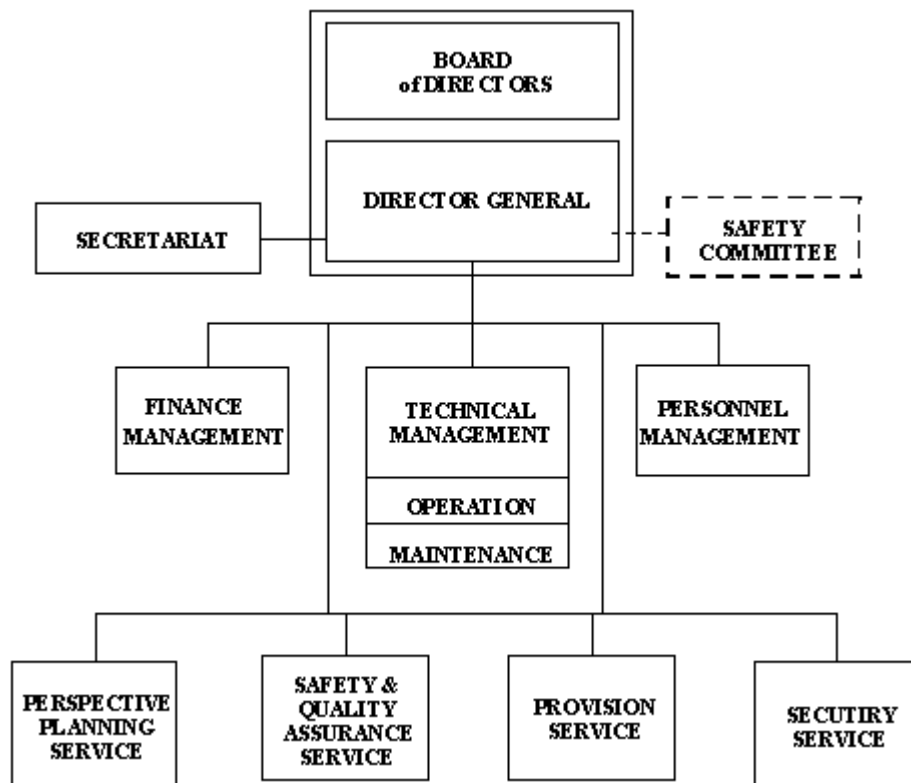 BOARD
of DIRECTORS
DIRECTOR GENERAL
SECRETARIAT
SAFETY
COMMITTEE
FINANCE
MANAGEMENT
TECHNICAL
MANAGEMENT
OPERATION
MAINTENANCE
PERSONNEL
MANAGEMENT
PERSPECTIVE
PLANNING
SERVICE
SAFETY &
QUALITY
ASSURANCE
SERVICE
PROVISION
SERVICE
SECUTIRY
SERVICE